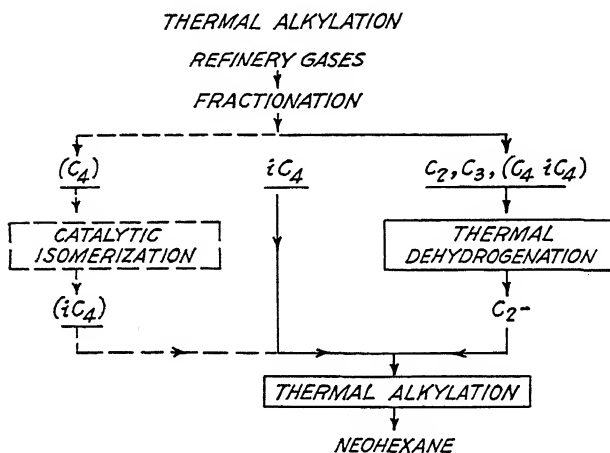 THERMAL ALKYLATION
REFINERY GASES
FRACTIONATION
(C4)
iC4
C2, C3, (C4 iC4)
CATALYTIC
ISOMERIZATION
THERMAL
DEHYDROGENATION
(iC4)
C2-
THERMAL ALKYLATION
NEOHEXANE